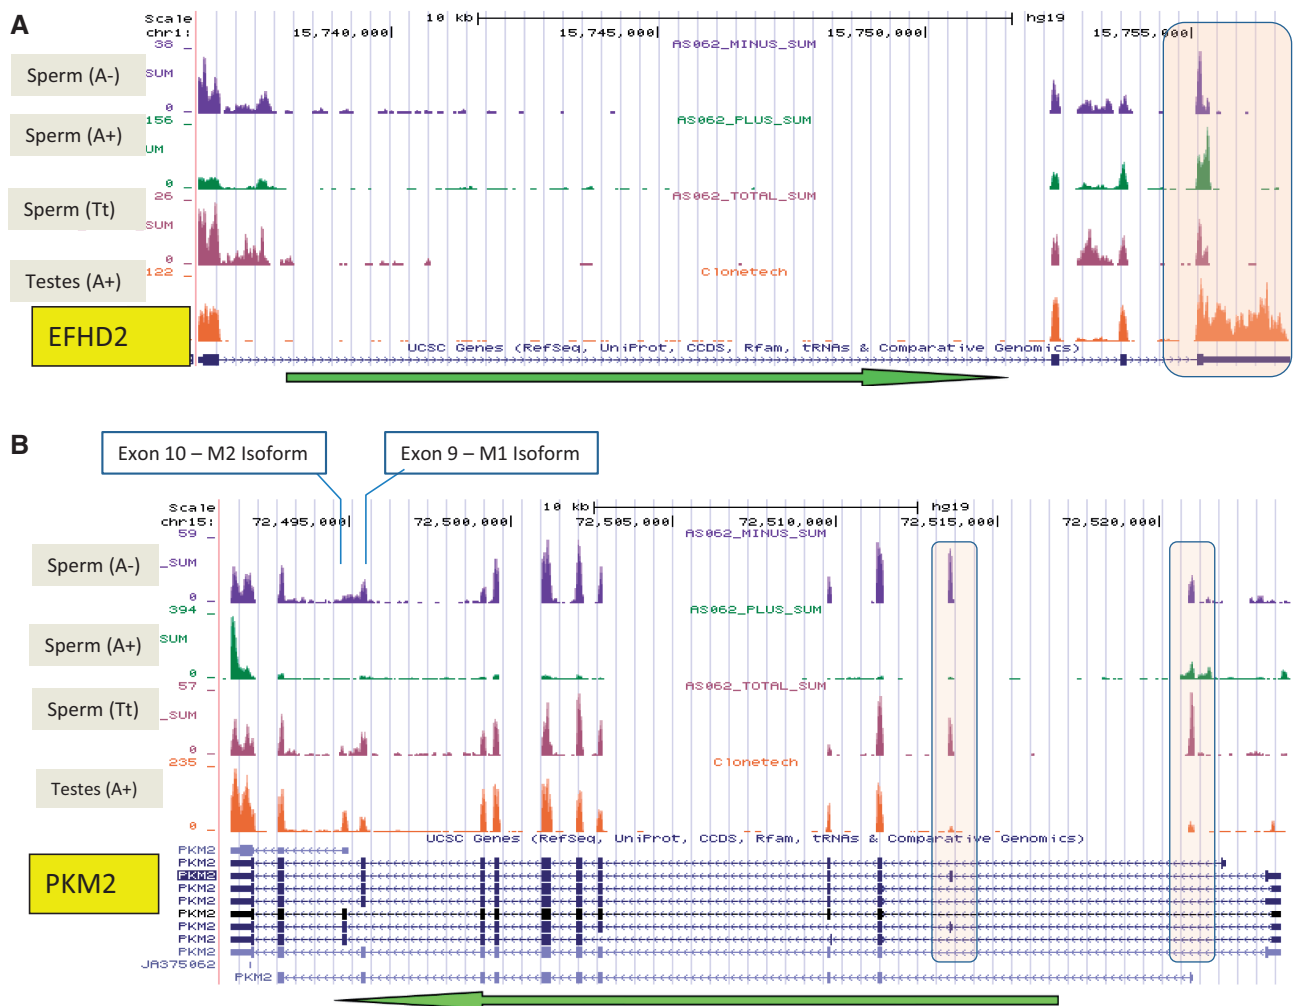 A
Scale
10 kb
hg19
chr1:
15,740,000
15,745,000
15,750,000
15,755,000
38
AS062_MINUS_SUM
Sperm (A-)
SUM
0
156
AS062_PLUS_SUM
Sperm (A+)
UM
0
26
AS062_TOTAL_SUM
Sperm (Tt)
SUM
0
122
Clonetech
Testes (A+)
EFHD2
UCSC Genes (RefSeq, UniProt, CCDS, Rfam, tRNAs & Comparative Genomics)
B
Exon 10 – M2 Isoform
Exon 9 – M1 Isoform
Scale
10 kb
hg19
chr15:
72,495,000
72,500,000
72,505,000
72,510,000
72,515,000
72,520,000
59
AS062_MINUS_SUM
Sperm (A-)
_SUM
0
394
AS062_PLUS_SUM
Sperm (A+)
SUM
0
57
AS062_TOTAL_SUM
Sperm (Tt)
_SUM
0
235
Clonetech
Testes (A+)
0
UCSC Genes (RefSeq, UniProt, CCDS, Rfam, tRNAs & Comparative Genomics)
PKM2
PKM2
PKM2
PKM2
PKM2
PKM2
PKM2
PKM2
PKM2
PKM2
JA375062
PKM2